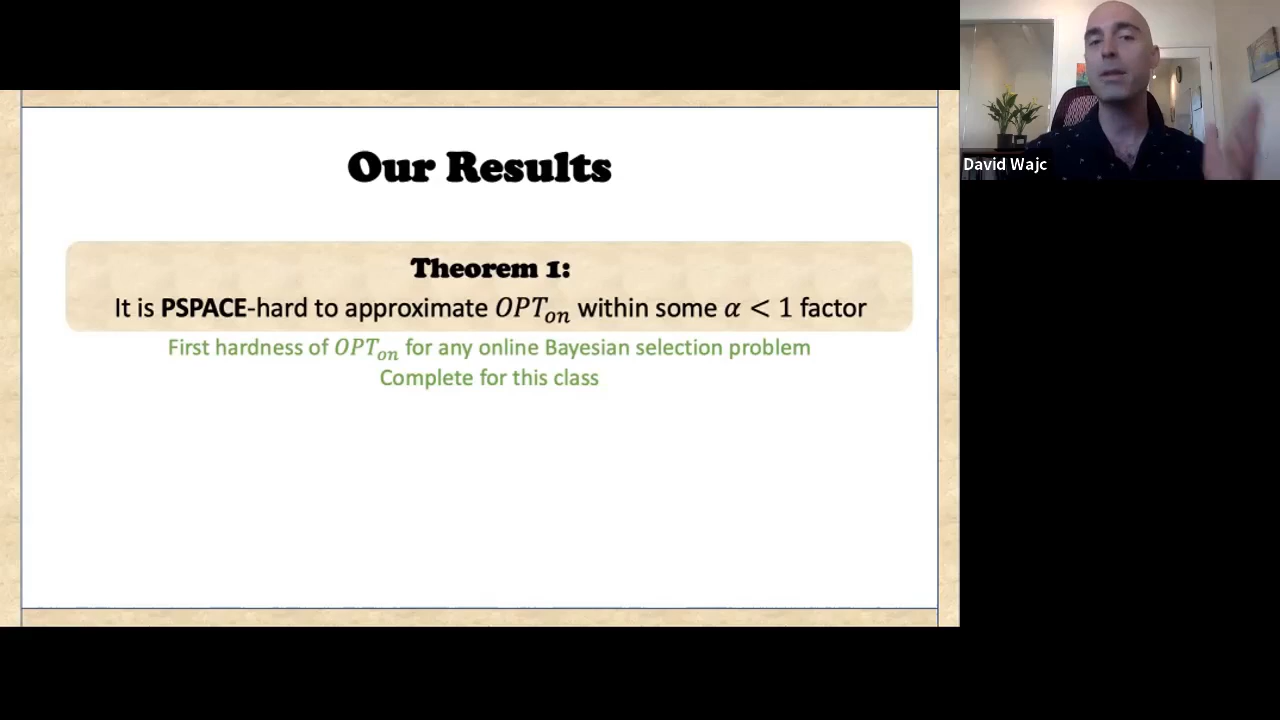 Our Results
Theorem 1:
It is PSPACE-hard to approximate OPT_on within some α < 1 factor
First hardness of OPT_on for any online Bayesian selection problem
Complete for this class
David Wajc